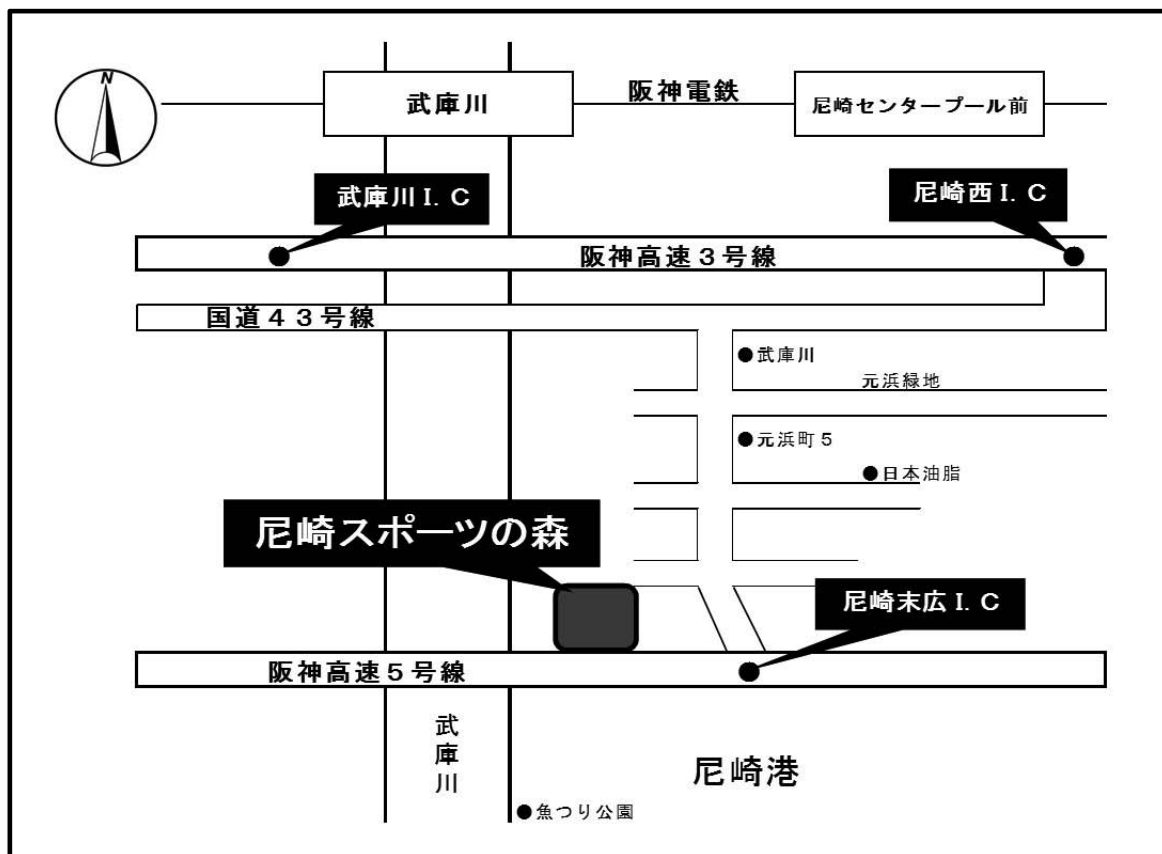 N
武庫川
阪神電鉄
尼崎センタープール前
武庫川Ｉ.Ｃ
尼崎西Ｉ.Ｃ
阪神高速３号線
国道４３号線
●武庫川
元浜緑地
●元浜町５
●日本油脂
尼崎スポーツの森
尼崎末広Ｉ.Ｃ
阪神高速５号線
武庫川
尼崎港
●魚つり公園